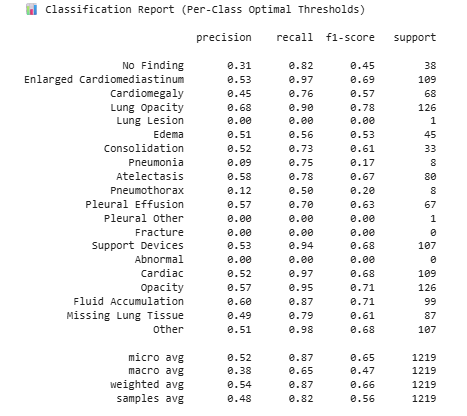 📊 Classification Report (Per-Class Optimal Thresholds)
precision recall f1-score support
No Finding 0.31 0.82 0.45 38
Enlarged Cardiomediastinum 0.53 0.97 0.69 109
Cardiomegaly 0.45 0.76 0.57 68
Lung Opacity 0.68 0.90 0.78 126
Lung Lesion 0.00 0.00 0.00 1
Edema 0.51 0.56 0.53 45
Consolidation 0.52 0.73 0.61 33
Pneumonia 0.09 0.75 0.17 8
Atelectasis 0.58 0.78 0.67 80
Pneumothorax 0.12 0.50 0.20 8
Pleural Effusion 0.57 0.70 0.63 67
Pleural Other 0.00 0.00 0.00 1
Fracture 0.00 0.00 0.00 0
Support Devices 0.53 0.94 0.68 107
Abnormal 0.00 0.00 0.00 0
Cardiac 0.52 0.97 0.68 109
Opacity 0.57 0.95 0.71 126
Fluid Accumulation 0.60 0.87 0.71 99
Missing Lung Tissue 0.49 0.79 0.61 87
Other 0.51 0.98 0.68 107
micro avg 0.52 0.87 0.65 1219
macro avg 0.38 0.65 0.47 1219
weighted avg 0.54 0.87 0.66 1219
samples avg 0.48 0.82 0.56 1219